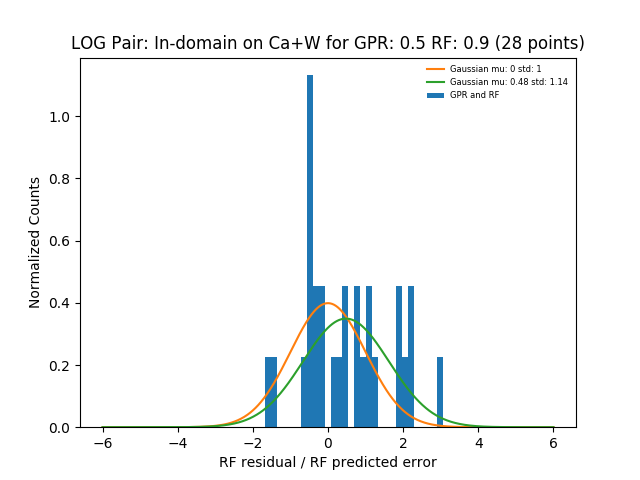 LOG Pair: In-domain on Ca+W for GPR: 0.5 RF: 0.9 (28 points)
Gaussian mu: 0 std: 1
Gaussian mu: 0.48 std: 1.14
GPR and RF
Normalized Counts
1.0
0.8
0.6
0.4
0.2
0.0
−6 −4 −2 0 2 4 6
RF residual / RF predicted error